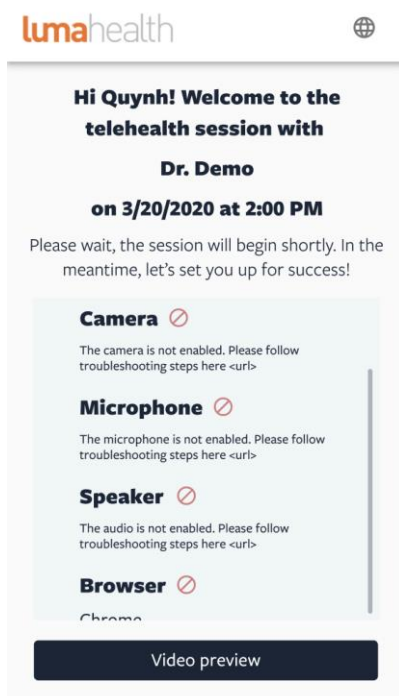 lumahealth
Hi Quynh! Welcome to the
telehealth session with
Dr. Demo
on 3/20/2020 at 2:00 PM
Please wait, the session will begin shortly. In the
meantime, let’s set you up for success!
Camera
The camera is not enabled. Please follow
troubleshooting steps here <url>
Microphone
The microphone is not enabled. Please follow
troubleshooting steps here <url>
Speaker
The audio is not enabled. Please follow
troubleshooting steps here <url>
Browser
Chrome
Video preview